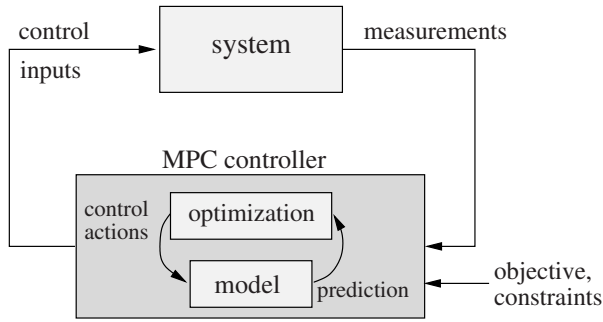 control
inputs
system
measurements
MPC controller
control
actions
optimization
model
prediction
objective,
constraints